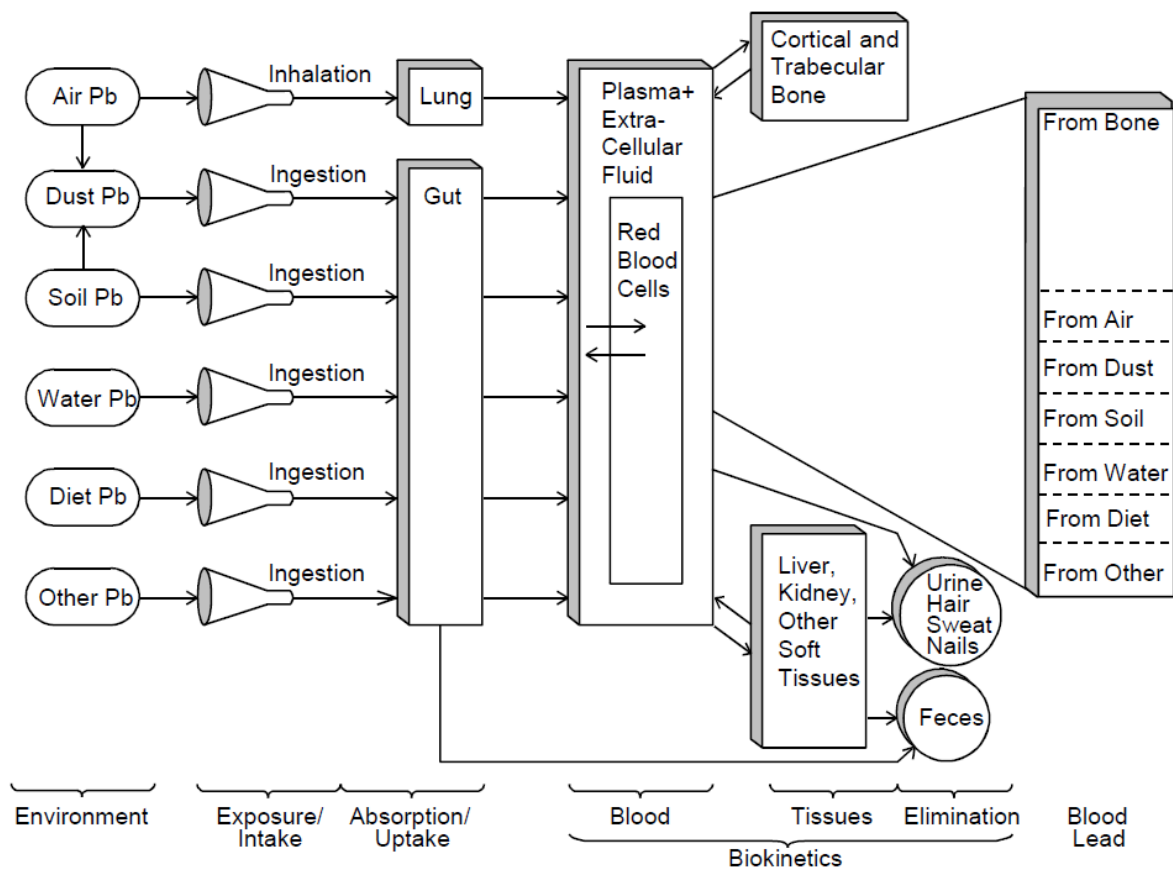 Air Pb
Dust Pb
Soil Pb
Water Pb
Diet Pb
Other Pb
Inhalation
Ingestion
Ingestion
Ingestion
Ingestion
Ingestion
Lung
Gut
Plasma+
Extra-
Cellular
Fluid
Red
Blood
Cells
Cortical and
Trabecular
Bone
Liver,
Kidney,
Other
Soft
Tissues
Urine
Hair
Sweat
Nails
Feces
From Bone
From Air
From Dust
From Soil
From Water
From Diet
From Other
Environment
Exposure/
Intake
Absorption/
Uptake
Blood
Tissues
Elimination
Biokinetics
Blood
Lead